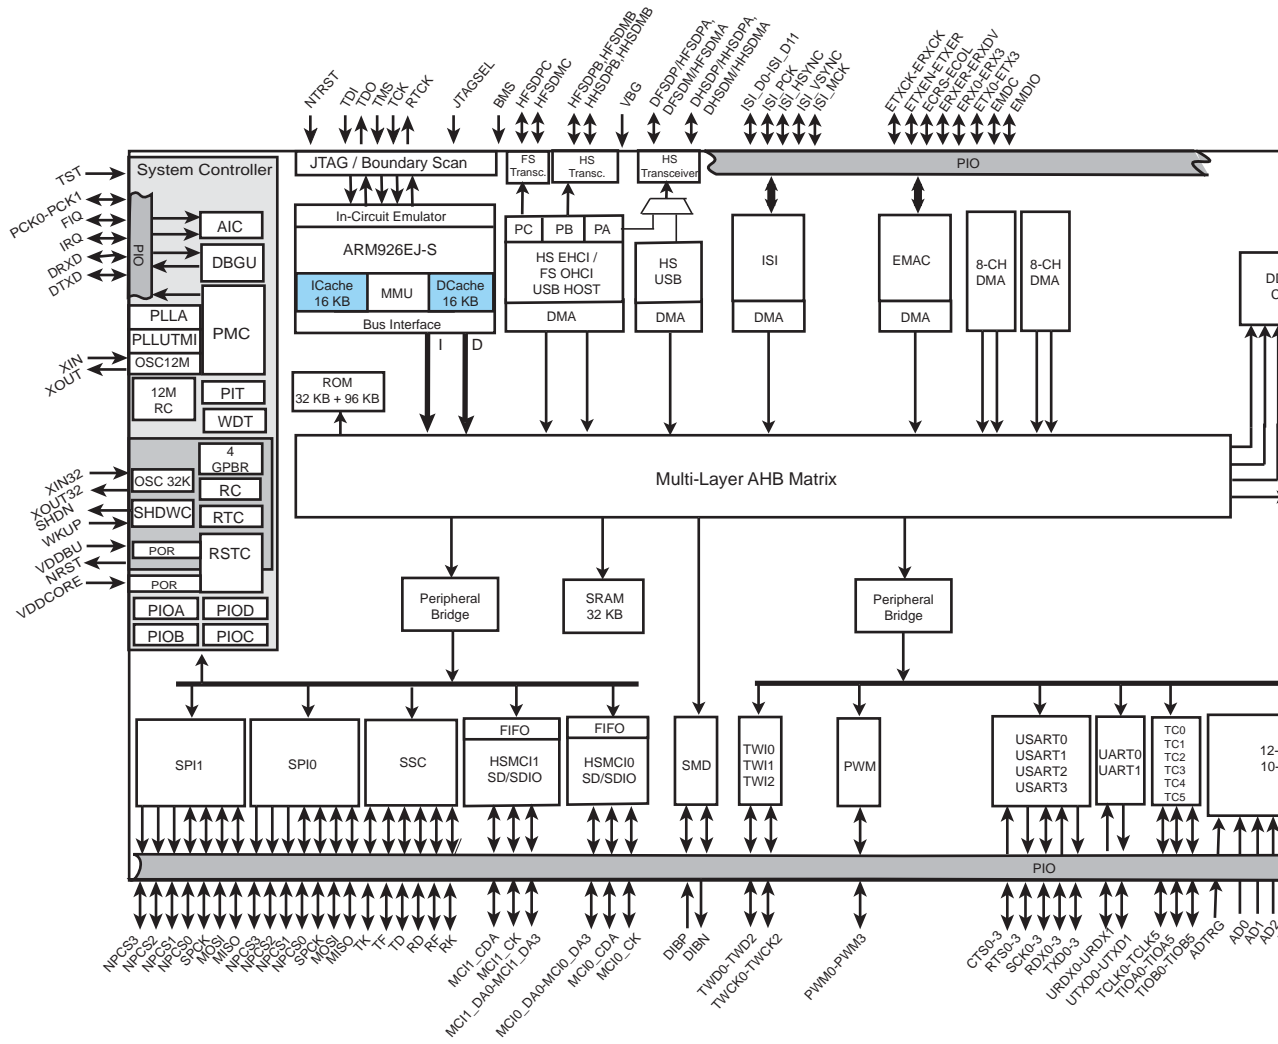 NTRST
TDI
TDO
TMS
TCK
RTCK
JTAGSEL
BMS
HFSDPC
HFSDMC
HFSDPB,HFSDMB
HHSDPB,HHSDMB
VBG
DFSDP/HFSDPA,
DFSDM/HFSDMA
DHSDP/HHSDPA,
DHSDM/HHSDMA
ISI_D0-ISI_D11
ISI_PCK
ISI_HSYNC
ISI_VSYNC
ISI_MCK
ETXCK-ERXCK
ETXEN-ETXER
ECRS-ECOL
ERXER-ERXDV
ERX0-ERX3
ETX0-ETX3
EMDC
EMDIO
System Controller
JTAG / Boundary Scan
FS
Transc.
HS
Transc.
HS
Transceiver
PIO
TST
PCK0-PCK1
FIQ
IRQ
DRXD
DTXD
PIO
AIC
DBGU
PMC
PLLA
PLLUTMI
OSC12M
XIN
XOUT
12M
RC
PIT
WDT
4
GPBR
OSC 32K
RC
SHDWC
RTC
POR
RSTC
POR
XIN32
XOUT32
SHDN
WKUP
VDDBU
NRST
VDDCORE
PIOA
PIOD
PIOB
PIOC
In-Circuit Emulator
ARM926EJ-S
ICache
16 KB
MMU
DCache
16 KB
Bus Interface
I
D
PC
PB
PA
HS EHCI /
FS OHCI
USB HOST
DMA
HS
USB
DMA
ISI
DMA
EMAC
DMA
8-CH
DMA
8-CH
DMA
ROM
32 KB + 96 KB
Multi-Layer AHB Matrix
Peripheral
Bridge
SRAM
32 KB
Peripheral
Bridge
SPI1
SPI0
SSC
FIFO
HSMCI1
SD/SDIO
FIFO
HSMCI0
SD/SDIO
SMD
TWI0
TWI1
TWI2
PWM
USART0
USART1
USART2
USART3
UART0
UART1
TC0
TC1
TC2
TC3
TC4
TC5
12-
10-
PIO
NPCS3
NPCS2
NPCS1
NPCS0
SPCK
MOSI
MISO
NPCS3
NPCS2
NPCS1
NPCS0
SPCK
MOSI
MISO
TK
TF
TD
RD
RF
RK
MCI1_CDA
MCI1_CK
MCI1_DA0-MCI1_DA3
MCI0_DA0-MCI0_DA3
MCI0_CDA
MCI0_CK
DIBP
DIBN
TWD0-TWD2
TWCK0-TWCK2
PWM0-PWM3
CTS0-3
RTS0-3
SCK0-3
RDX0-3
TXD0-3
URDX0-URDX1
UTXD0-UTXD1
TCLK0-TCLK5
TIOA0-TIOA5
TIOB0-TIOB5
ADTRG
AD0
AD1
AD2